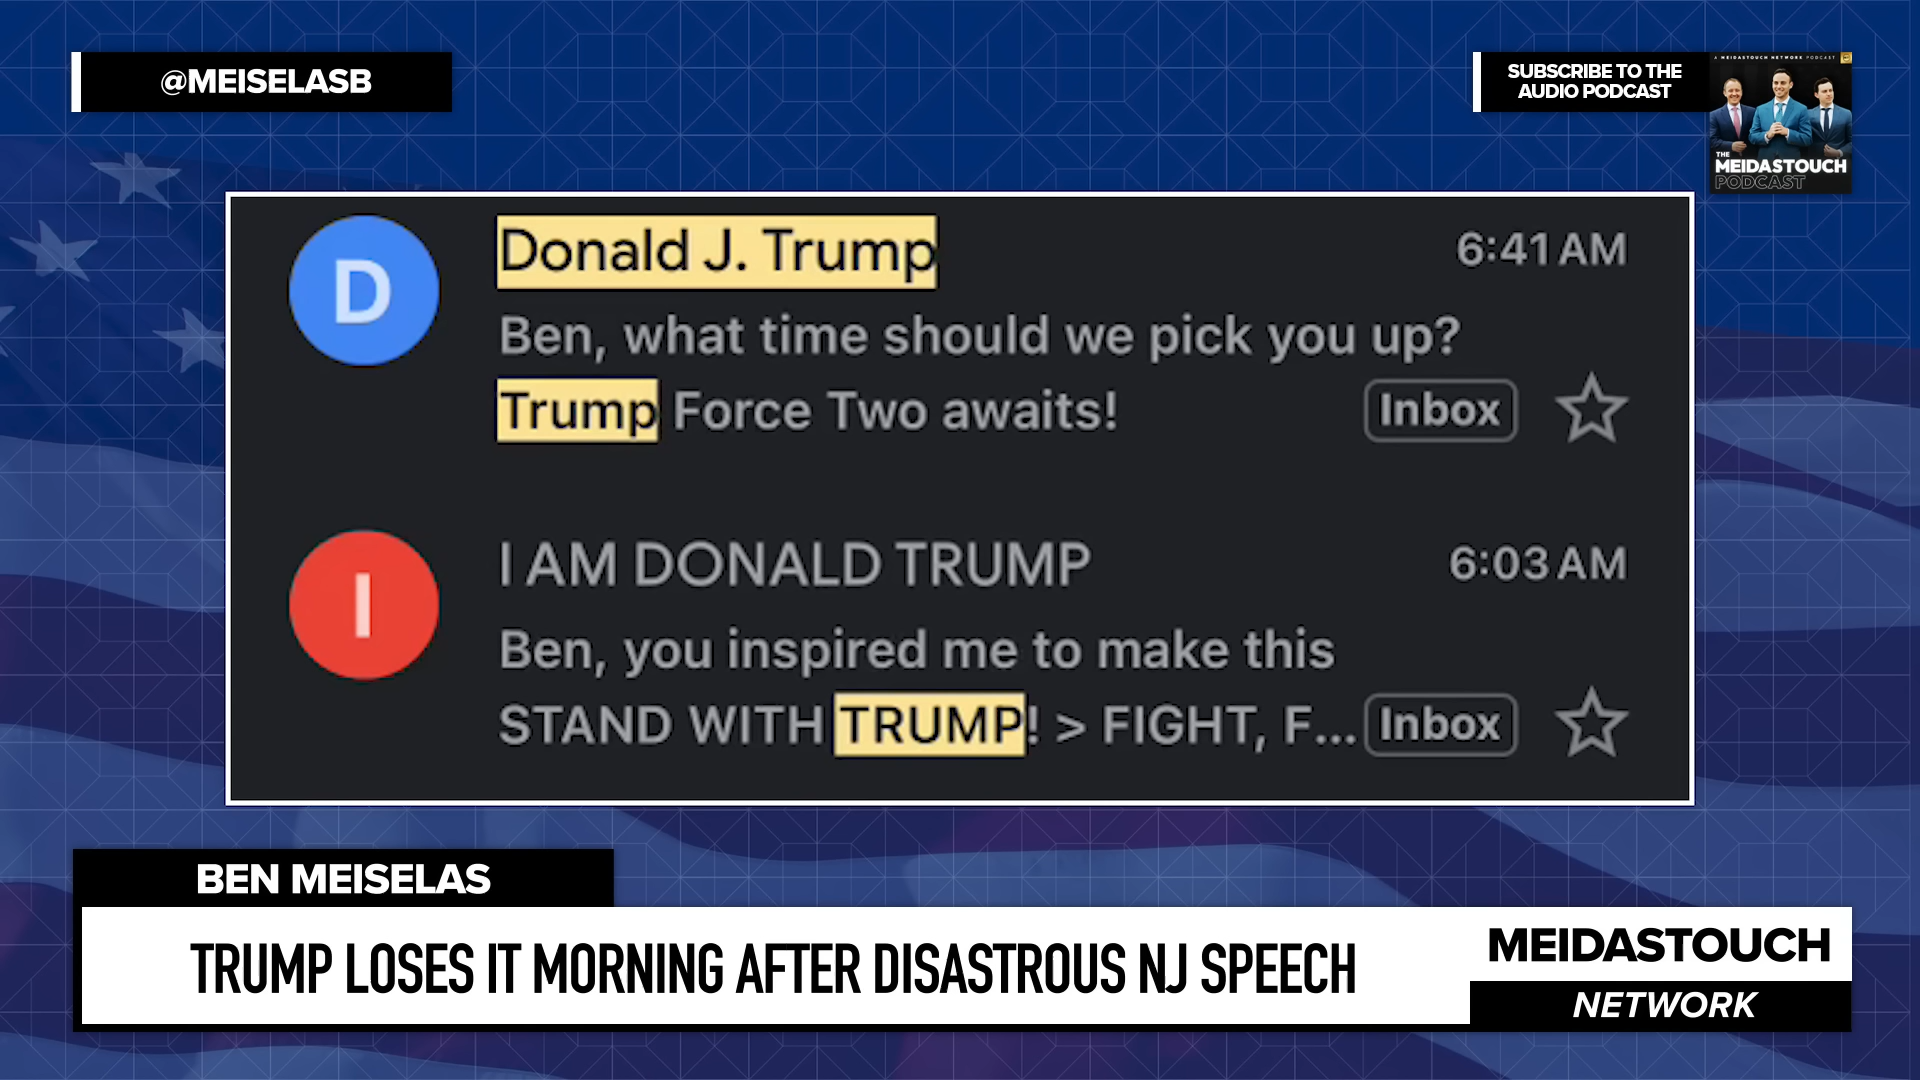 @MEISELASB
SUBSCRIBE TO THE
AUDIO PODCAST
A MEIDASTOUCH NETWORK PODCAST
THE
MEIDASTOUCH
PODCAST
D
Donald J. Trump
6:41 AM
Ben, what time should we pick you up?
Trump Force Two awaits!
Inbox
I
I AM DONALD TRUMP
6:03 AM
Ben, you inspired me to make this
STAND WITH TRUMP! > FIGHT, F...
Inbox
BEN MEISELAS
TRUMP LOSES IT MORNING AFTER DISASTROUS NJ SPEECH
MEIDASTOUCH
NETWORK